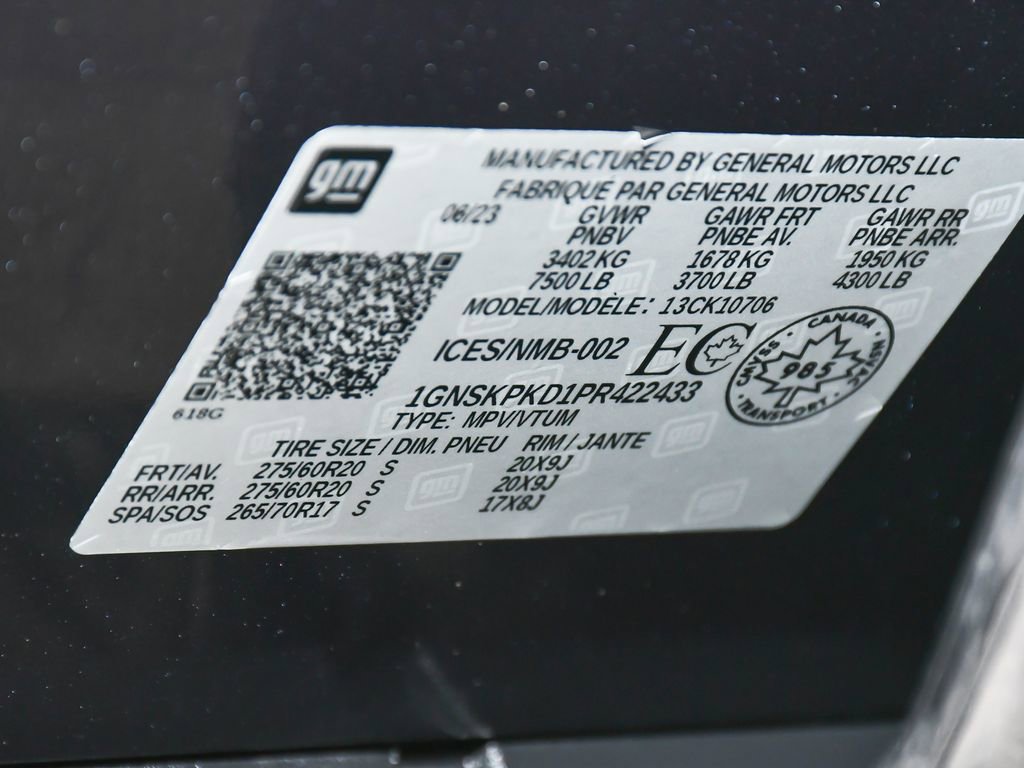 gm
MANUFACTURED BY GENERAL MOTORS LLC
FABRIQUÉ PAR GENERAL MOTORS LLC
06/23 GVWR GAWR FRT GAWR RR
PNBV PNBE AV. PNBE ARR.
3402 KG 1678 KG 1950 KG
7500 LB 3700 LB 4300 LB
MODEL/MODÈLE: 13CK10706
ICES/NMB-002 EC
CANADA
CMVSS · NSVAC
985
·TRANSPORT·
1GNSKPKD1PR422433
618G
TYPE: MPV/VTUM
TIRE SIZE / DIM. PNEU RIM / JANTE
FRT/AV. 275/60R20 S 20X9J
RR/ARR. 275/60R20 S 20X9J
SPA/SOS 265/70R17 S 17X8J